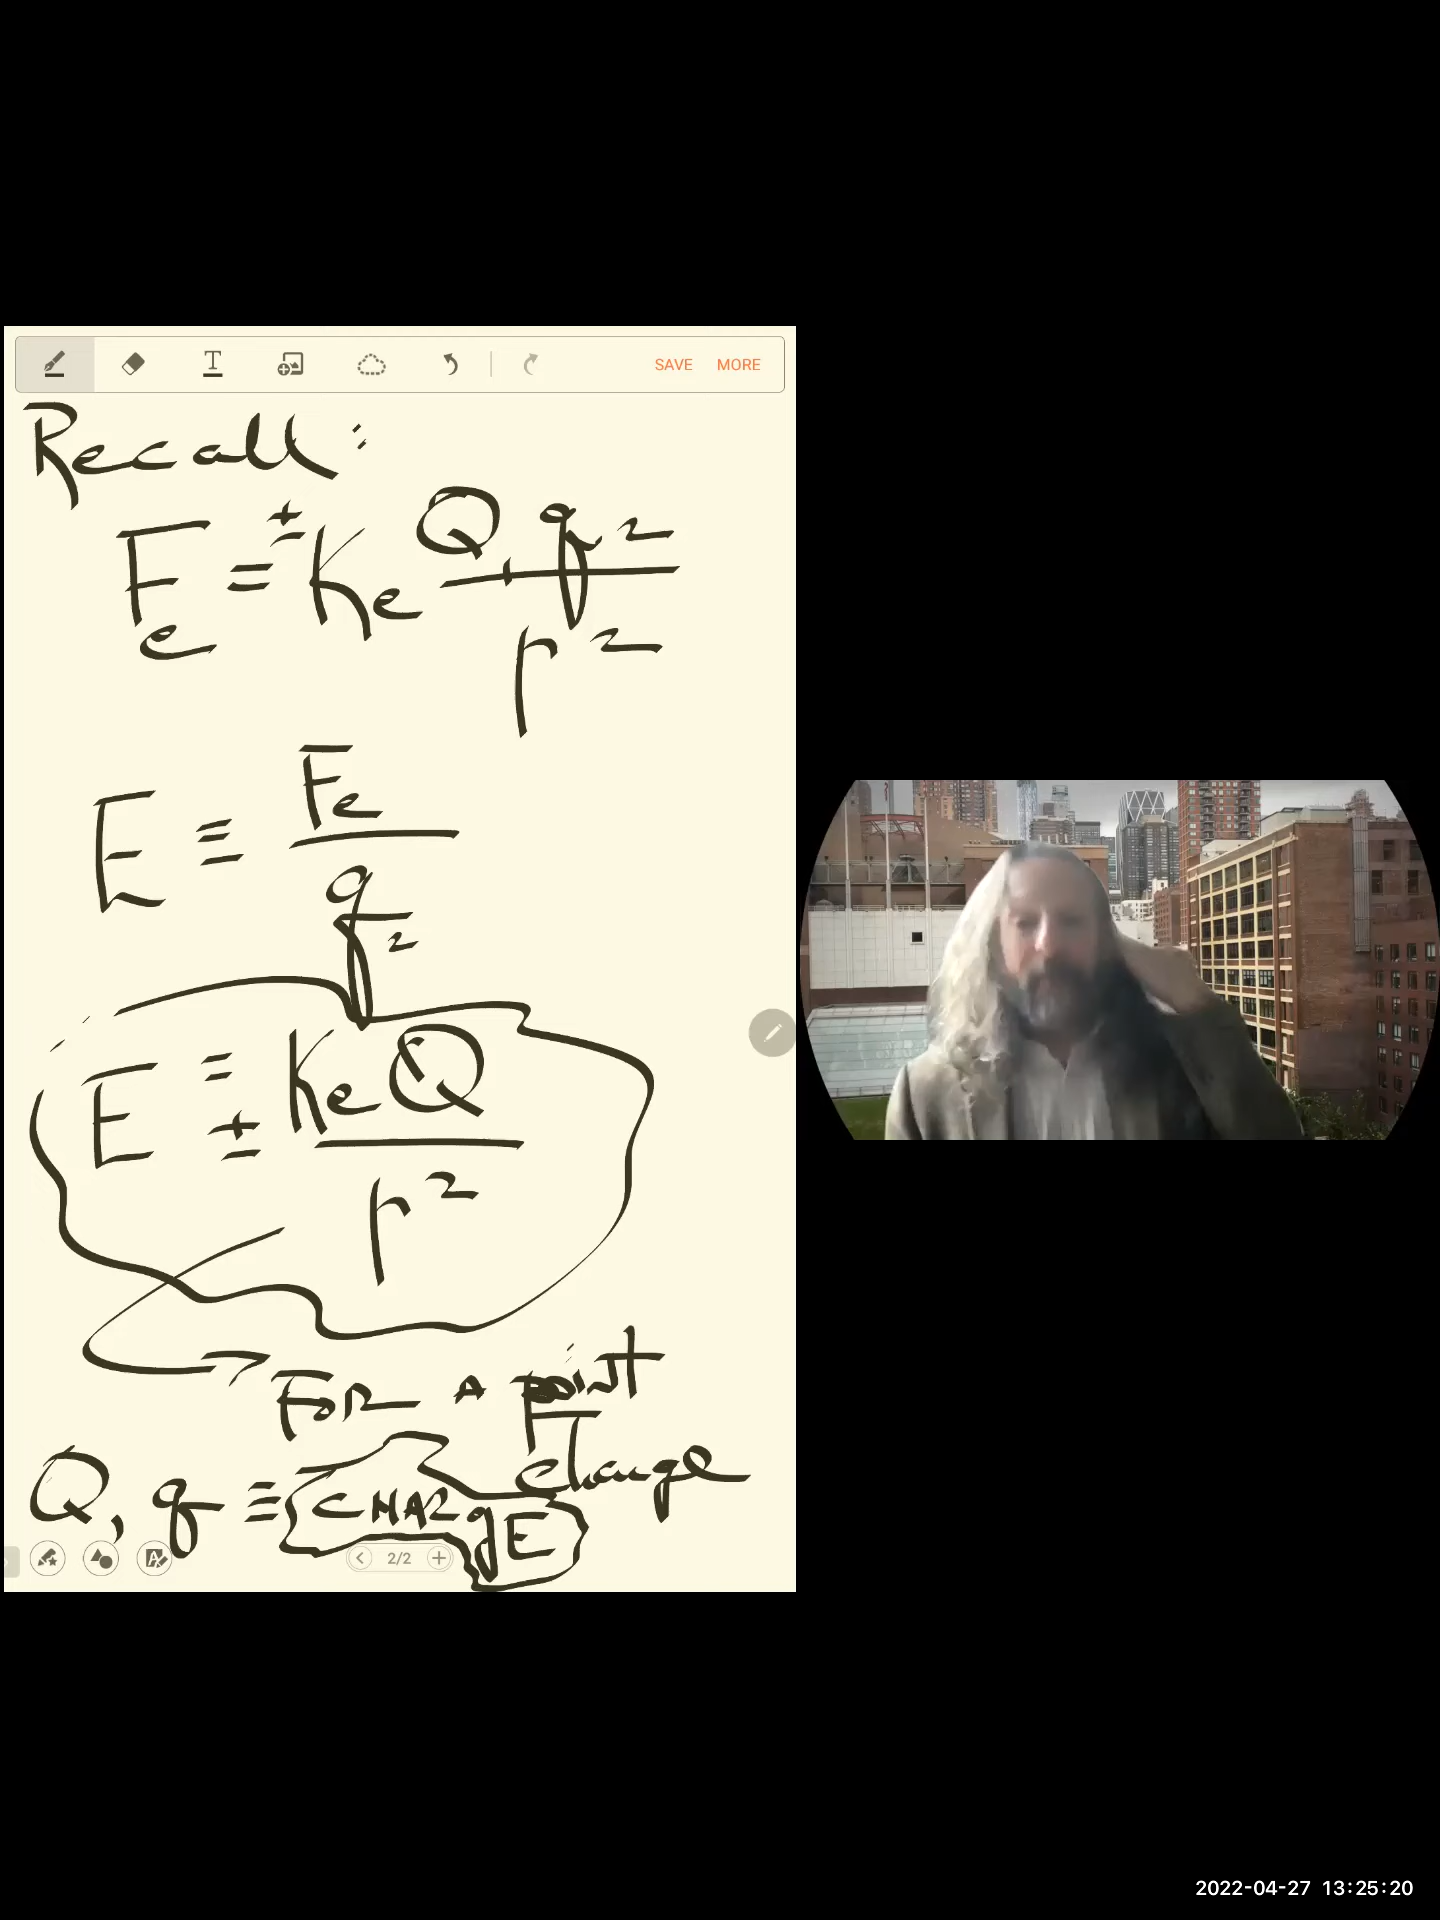 SAVE MORE
Recall:
Fe = ± Ke Q, q2 / r²
E ≡ Fe / q2
E = ± KeQ / r²
FOR A point
charge
Q, q ≡ CHARgE
2/2
2022-04-27 13:25:20